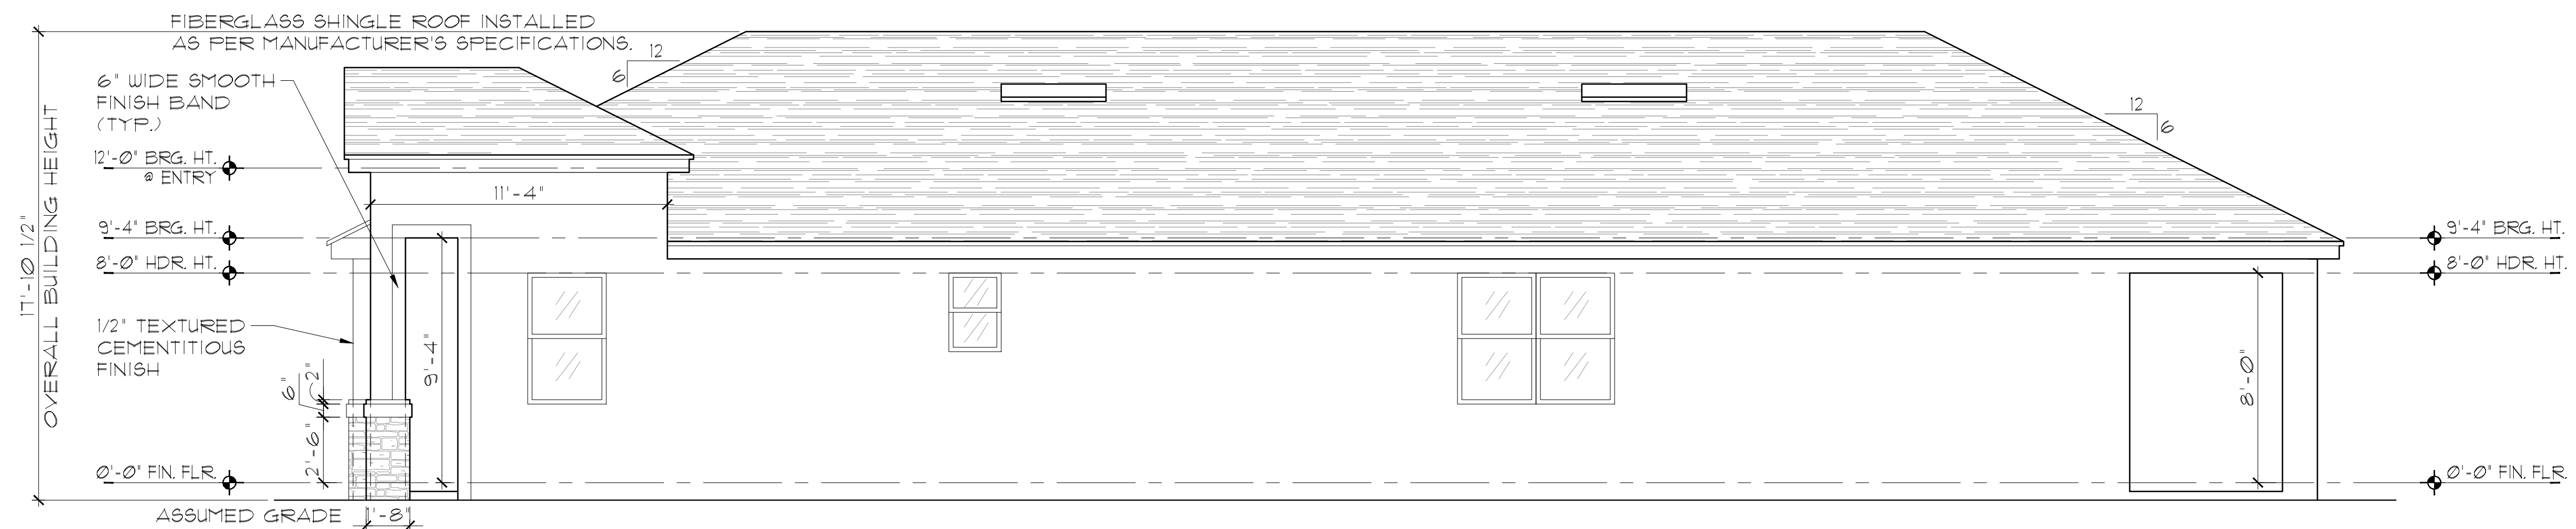 FIBERGLASS SHINGLE ROOF INSTALLED
AS PER MANUFACTURER'S SPECIFICATIONS.
12
6
6" WIDE SMOOTH
FINISH BAND
(TYP.)
12
6
12'-0" BRG. HT.
@ ENTRY
11'-4"
17'-10 1/2"
OVERALL BUILDING HEIGHT
9'-4" BRG. HT.
9'-4" BRG. HT.
8'-0" HDR. HT.
8'-0" HDR. HT.
1/2" TEXTURED
CEMENTITIOUS
FINISH
9'-4"
8'-0"
6"
2"
2'-6"
0'-0" FIN. FLR.
0'-0" FIN. FLR.
ASSUMED GRADE
1'-8"